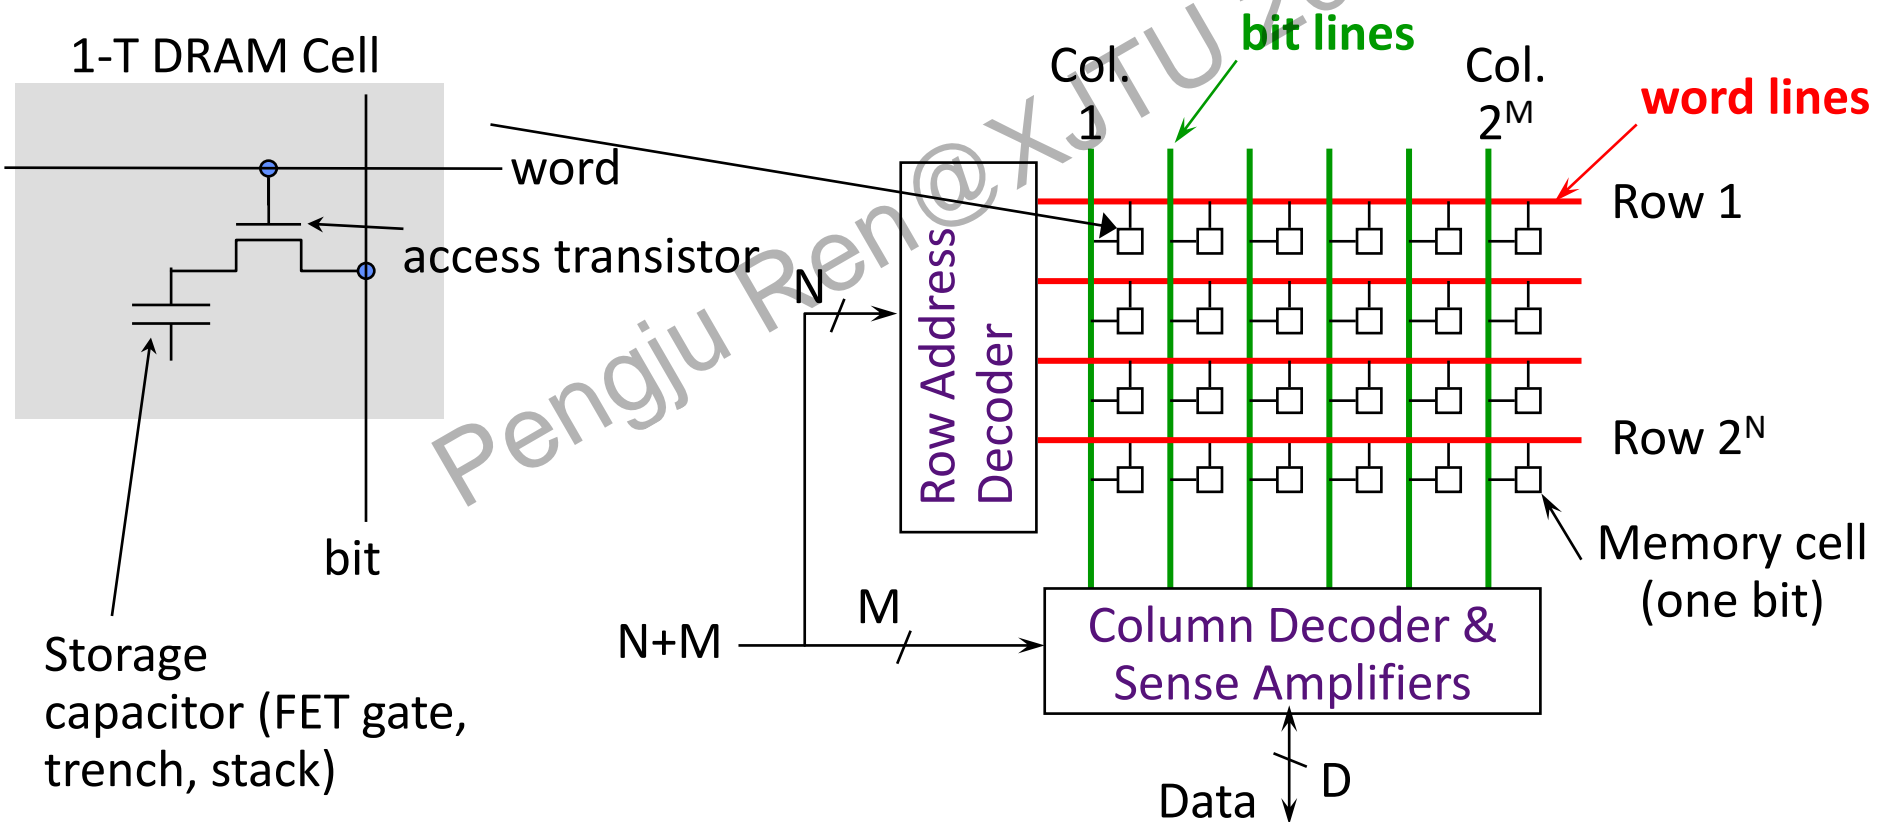 1-T DRAM Cell
word
access transistor
bit
Storage
capacitor (FET gate,
trench, stack)
bit lines
Col.
1
Col.
2ᴹ
word lines
Row 1
Row 2ᴺ
Row Address
Decoder
N
M
N+M
Column Decoder &
Sense Amplifiers
Memory cell
(one bit)
Data
D
Pengju Ren@XJTU 2